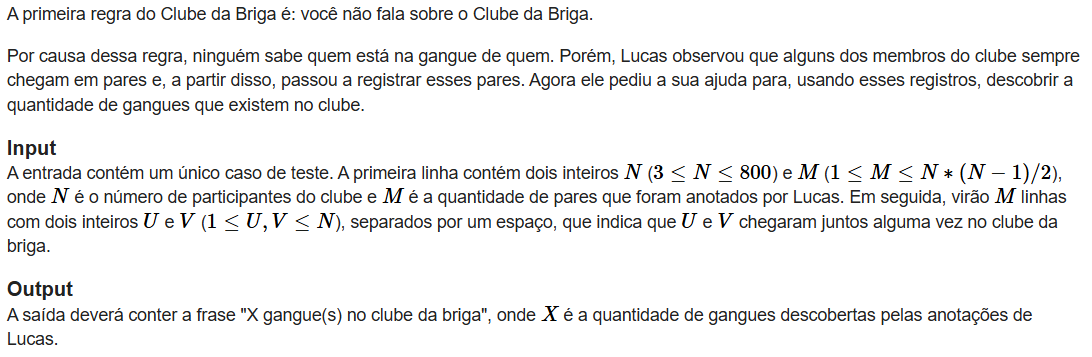 A primeira regra do Clube da Briga é: você não fala sobre o Clube da Briga.
Por causa dessa regra, ninguém sabe quem está na gangue de quem. Porém, Lucas observou que alguns dos membros do clube sempre
chegam em pares e, a partir disso, passou a registrar esses pares. Agora ele pediu a sua ajuda para, usando esses registros, descobrir a
quantidade de gangues que existem no clube.
Input
A entrada contém um único caso de teste. A primeira linha contém dois inteiros N (3 ≤ N ≤ 800) e M (1 ≤ M ≤ N * (N − 1)/2),
onde N é o número de participantes do clube e M é a quantidade de pares que foram anotados por Lucas. Em seguida, virão M linhas
com dois inteiros U e V (1 ≤ U, V ≤ N), separados por um espaço, que indica que U e V chegaram juntos alguma vez no clube da
briga.
Output
A saída deverá conter a frase "X gangue(s) no clube da briga", onde X é a quantidade de gangues descobertas pelas anotações de
Lucas.